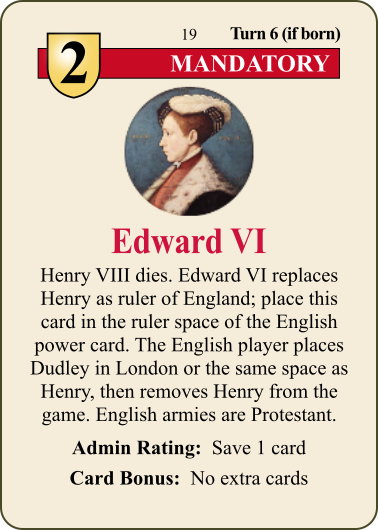 19
Turn 6 (if born)
2
MANDATORY
Edward VI
Henry VIII dies. Edward VI replaces
Henry as ruler of England; place this
card in the ruler space of the English
power card. The English player places
Dudley in London or the same space as
Henry, then removes Henry from the
game. English armies are Protestant.
Admin Rating: Save 1 card
Card Bonus: No extra cards